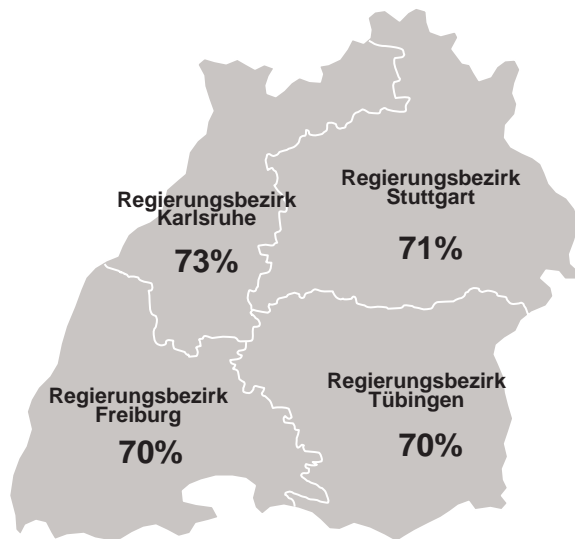 Regierungsbezirk
Karlsruhe
73%
Regierungsbezirk
Stuttgart
71%
Regierungsbezirk
Freiburg
70%
Regierungsbezirk
Tübingen
70%